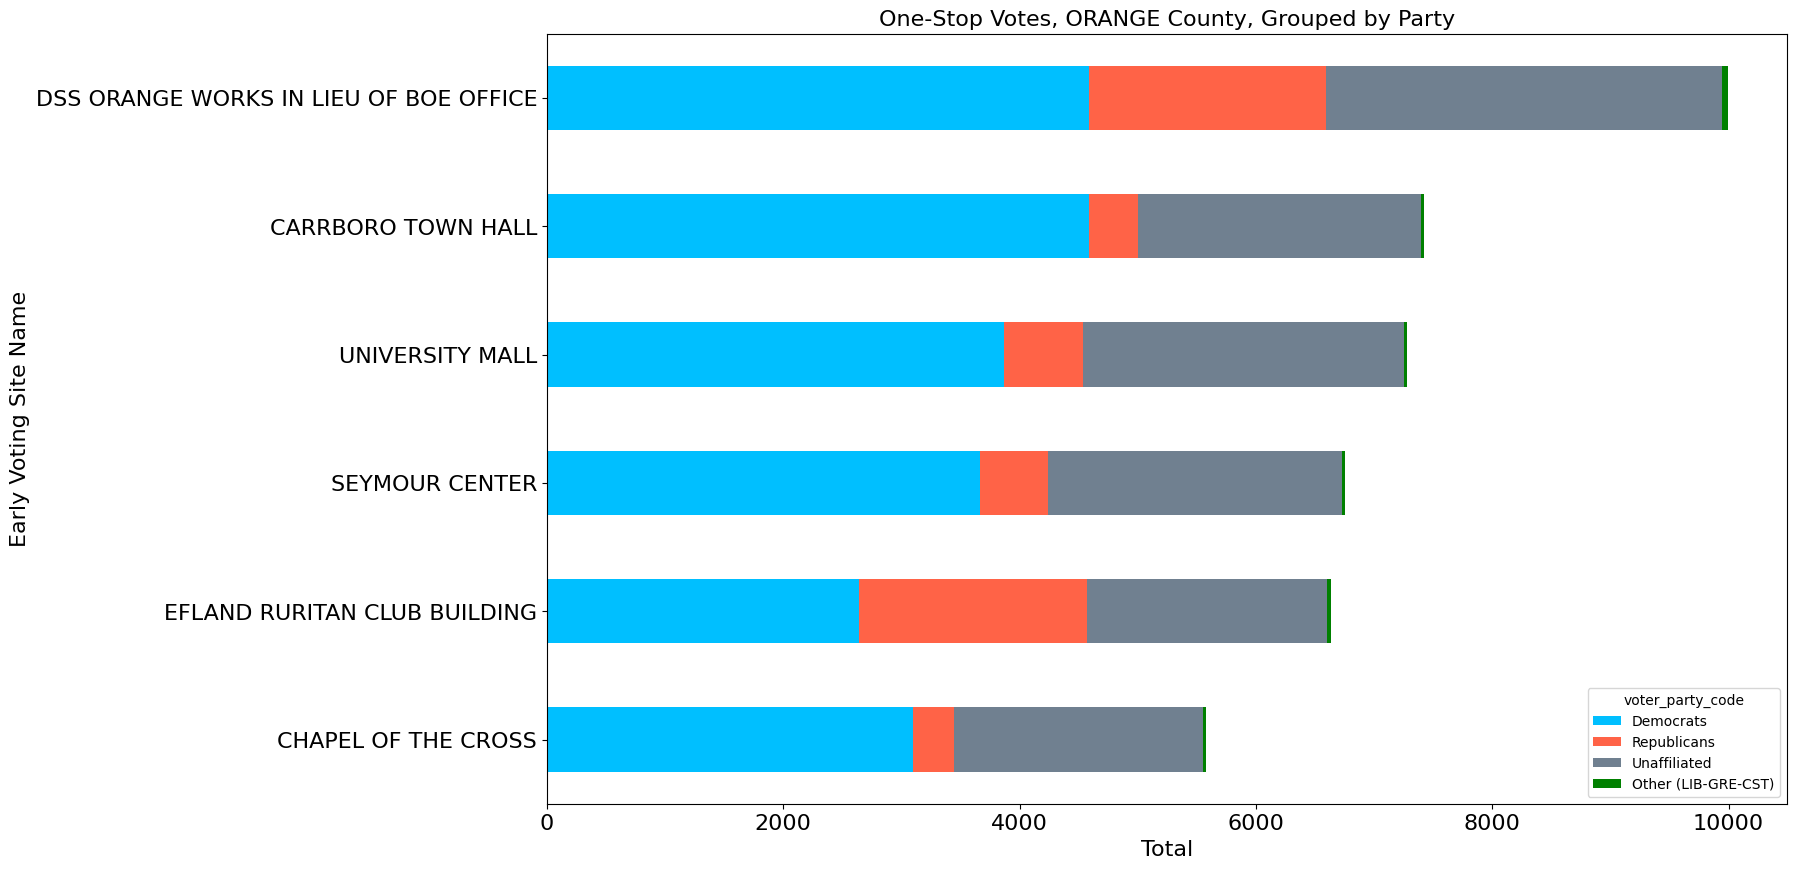 One-Stop Votes, ORANGE County, Grouped by Party
Early Voting Site Name
DSS ORANGE WORKS IN LIEU OF BOE OFFICE
CARRBORO TOWN HALL
UNIVERSITY MALL
SEYMOUR CENTER
EFLAND RURITAN CLUB BUILDING
CHAPEL OF THE CROSS
voter_party_code
Democrats
Republicans
Unaffiliated
Other (LIB-GRE-CST)
0 2000 4000 6000 8000 10000
Total